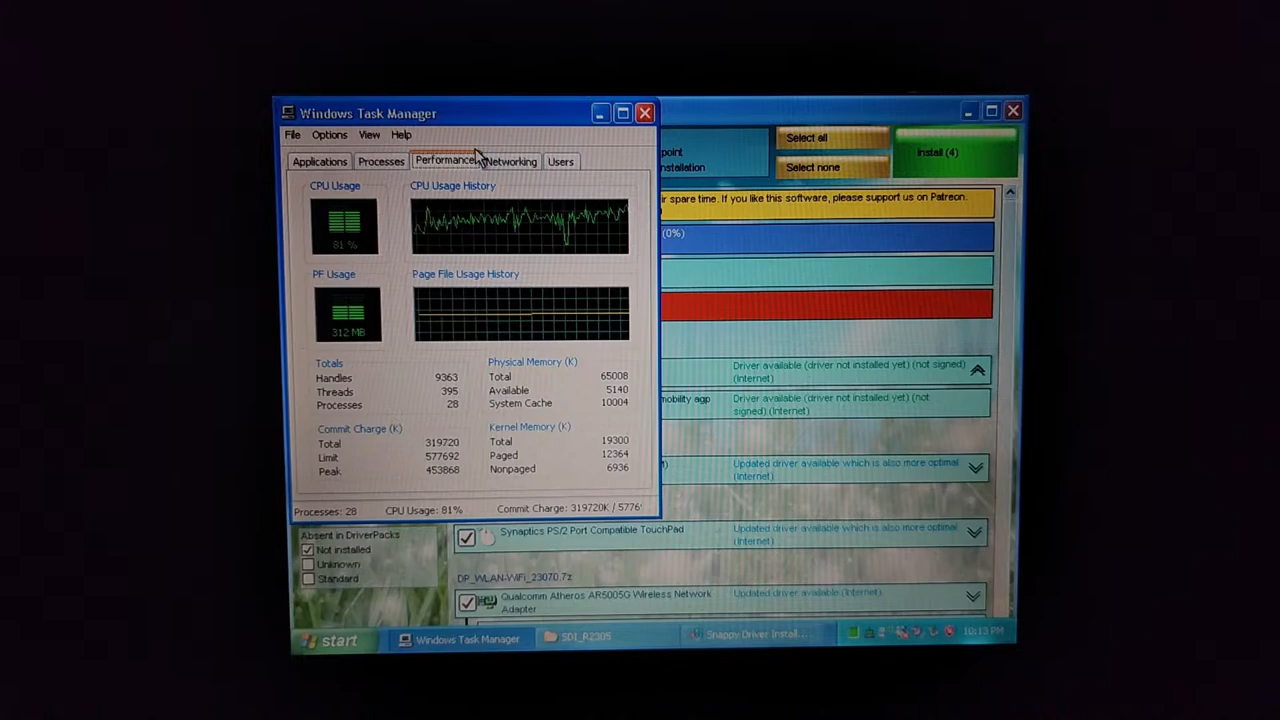 Windows Task Manager
File Options View Help
Applications Processes Performance Networking Users
CPU Usage
CPU Usage History
81 %
PF Usage
Page File Usage History
312 MB
Totals
Handles 9363
Threads 395
Processes 28
Physical Memory (K)
Total 65008
Available 5140
System Cache 10004
Commit Charge (K)
Total 319720
Limit 577692
Peak 453868
Kernel Memory (K)
Total 19300
Paged 12364
Nonpaged 6936
Processes: 28 CPU Usage: 81% Commit Charge: 319720K / 5776
point
installation
Select all
Select none
Install (4)
ir spare time. If you like this software, please support us on Patreon.
(0%)
Driver available (driver not installed yet) (not signed)
(Internet)
mobility agp
Driver available (driver not installed yet) (not
signed) (Internet)
Updated driver available which is also more optimal
(Internet)
Absent in DriverPacks
Not installed
Unknown
Standard
Synaptics PS/2 Port Compatible TouchPad
Updated driver available which is also more optimal
(Internet)
DP_WLAN-WiFi_23070.7z
Qualcomm Atheros AR5005G Wireless Network
Adapter
Updated driver available (Internet)
start
Windows Task Manager
SDI_R2305
Snappy Driver Install...
10:13 PM